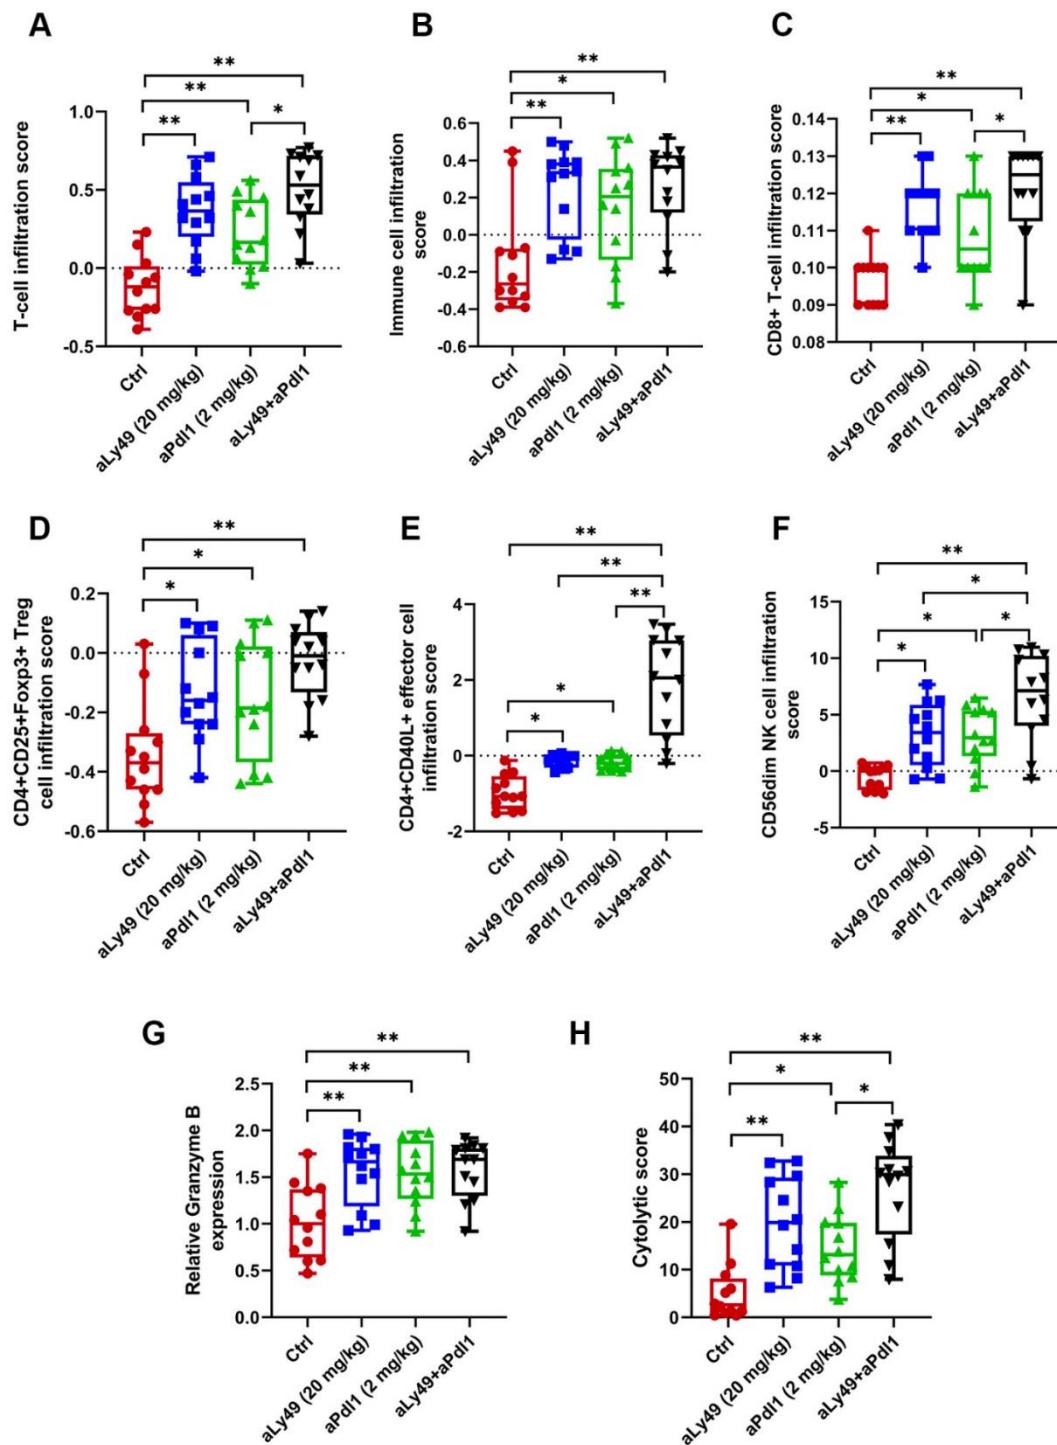 A
**
**
**
*
T-cell infiltration score
1.0
0.5
0.0
-0.5
Ctrl
aLy49 (20 mg/kg)
aPdl1 (2 mg/kg)
aLy49+aPdl1
B
**
*
**
Immune cell infiltration
score
0.6
0.4
0.2
0.0
-0.2
-0.4
-0.6
Ctrl
aLy49 (20 mg/kg)
aPdl1 (2 mg/kg)
aLy49+aPdl1
C
**
*
**
*
CD8+ T-cell infiltration score
0.14
0.13
0.12
0.11
0.10
0.09
0.08
Ctrl
aLy49 (20 mg/kg)
aPdl1 (2 mg/kg)
aLy49+aPdl1
D
**
*
*
CD4+CD25+Foxp3+ Treg
cell infiltration score
0.2
0.0
-0.2
-0.4
-0.6
Ctrl
aLy49 (20 mg/kg)
aPdl1 (2 mg/kg)
aLy49+aPdl1
E
**
**
**
*
*
CD4+CD40L+ effector cell
infiltration score
4
2
0
-2
Ctrl
aLy49 (20 mg/kg)
aPdl1 (2 mg/kg)
aLy49+aPdl1
F
**
*
*
*
*
CD56dim NK cell infiltration
score
15
10
5
0
-5
Ctrl
aLy49 (20 mg/kg)
aPdl1 (2 mg/kg)
aLy49+aPdl1
G
**
**
**
Relative Granzyme B
expression
2.5
2.0
1.5
1.0
0.5
0.0
Ctrl
aLy49 (20 mg/kg)
aPdl1 (2 mg/kg)
aLy49+aPdl1
H
**
*
**
*
Cytolytic score
50
40
30
20
10
0
Ctrl
aLy49 (20 mg/kg)
aPdl1 (2 mg/kg)
aLy49+aPdl1